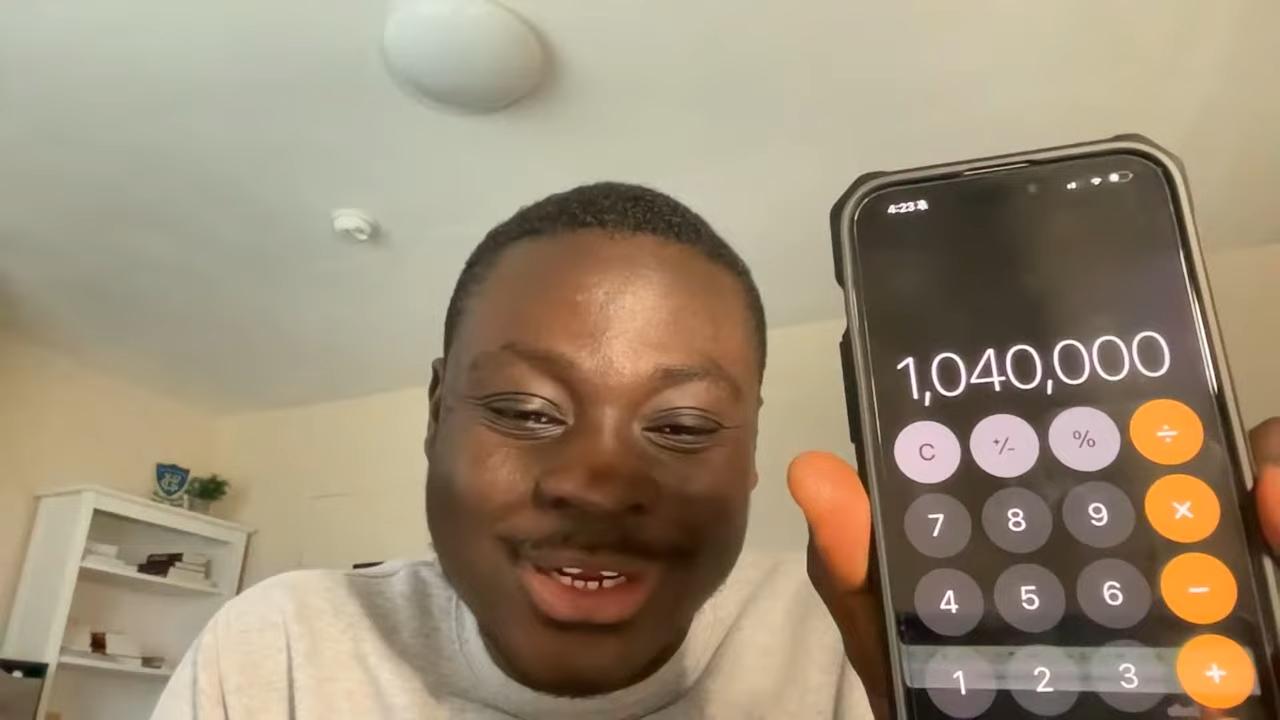 4:23
1,040,000
C +/- % ÷
7 8 9 ×
4 5 6 −
1 2 3 +